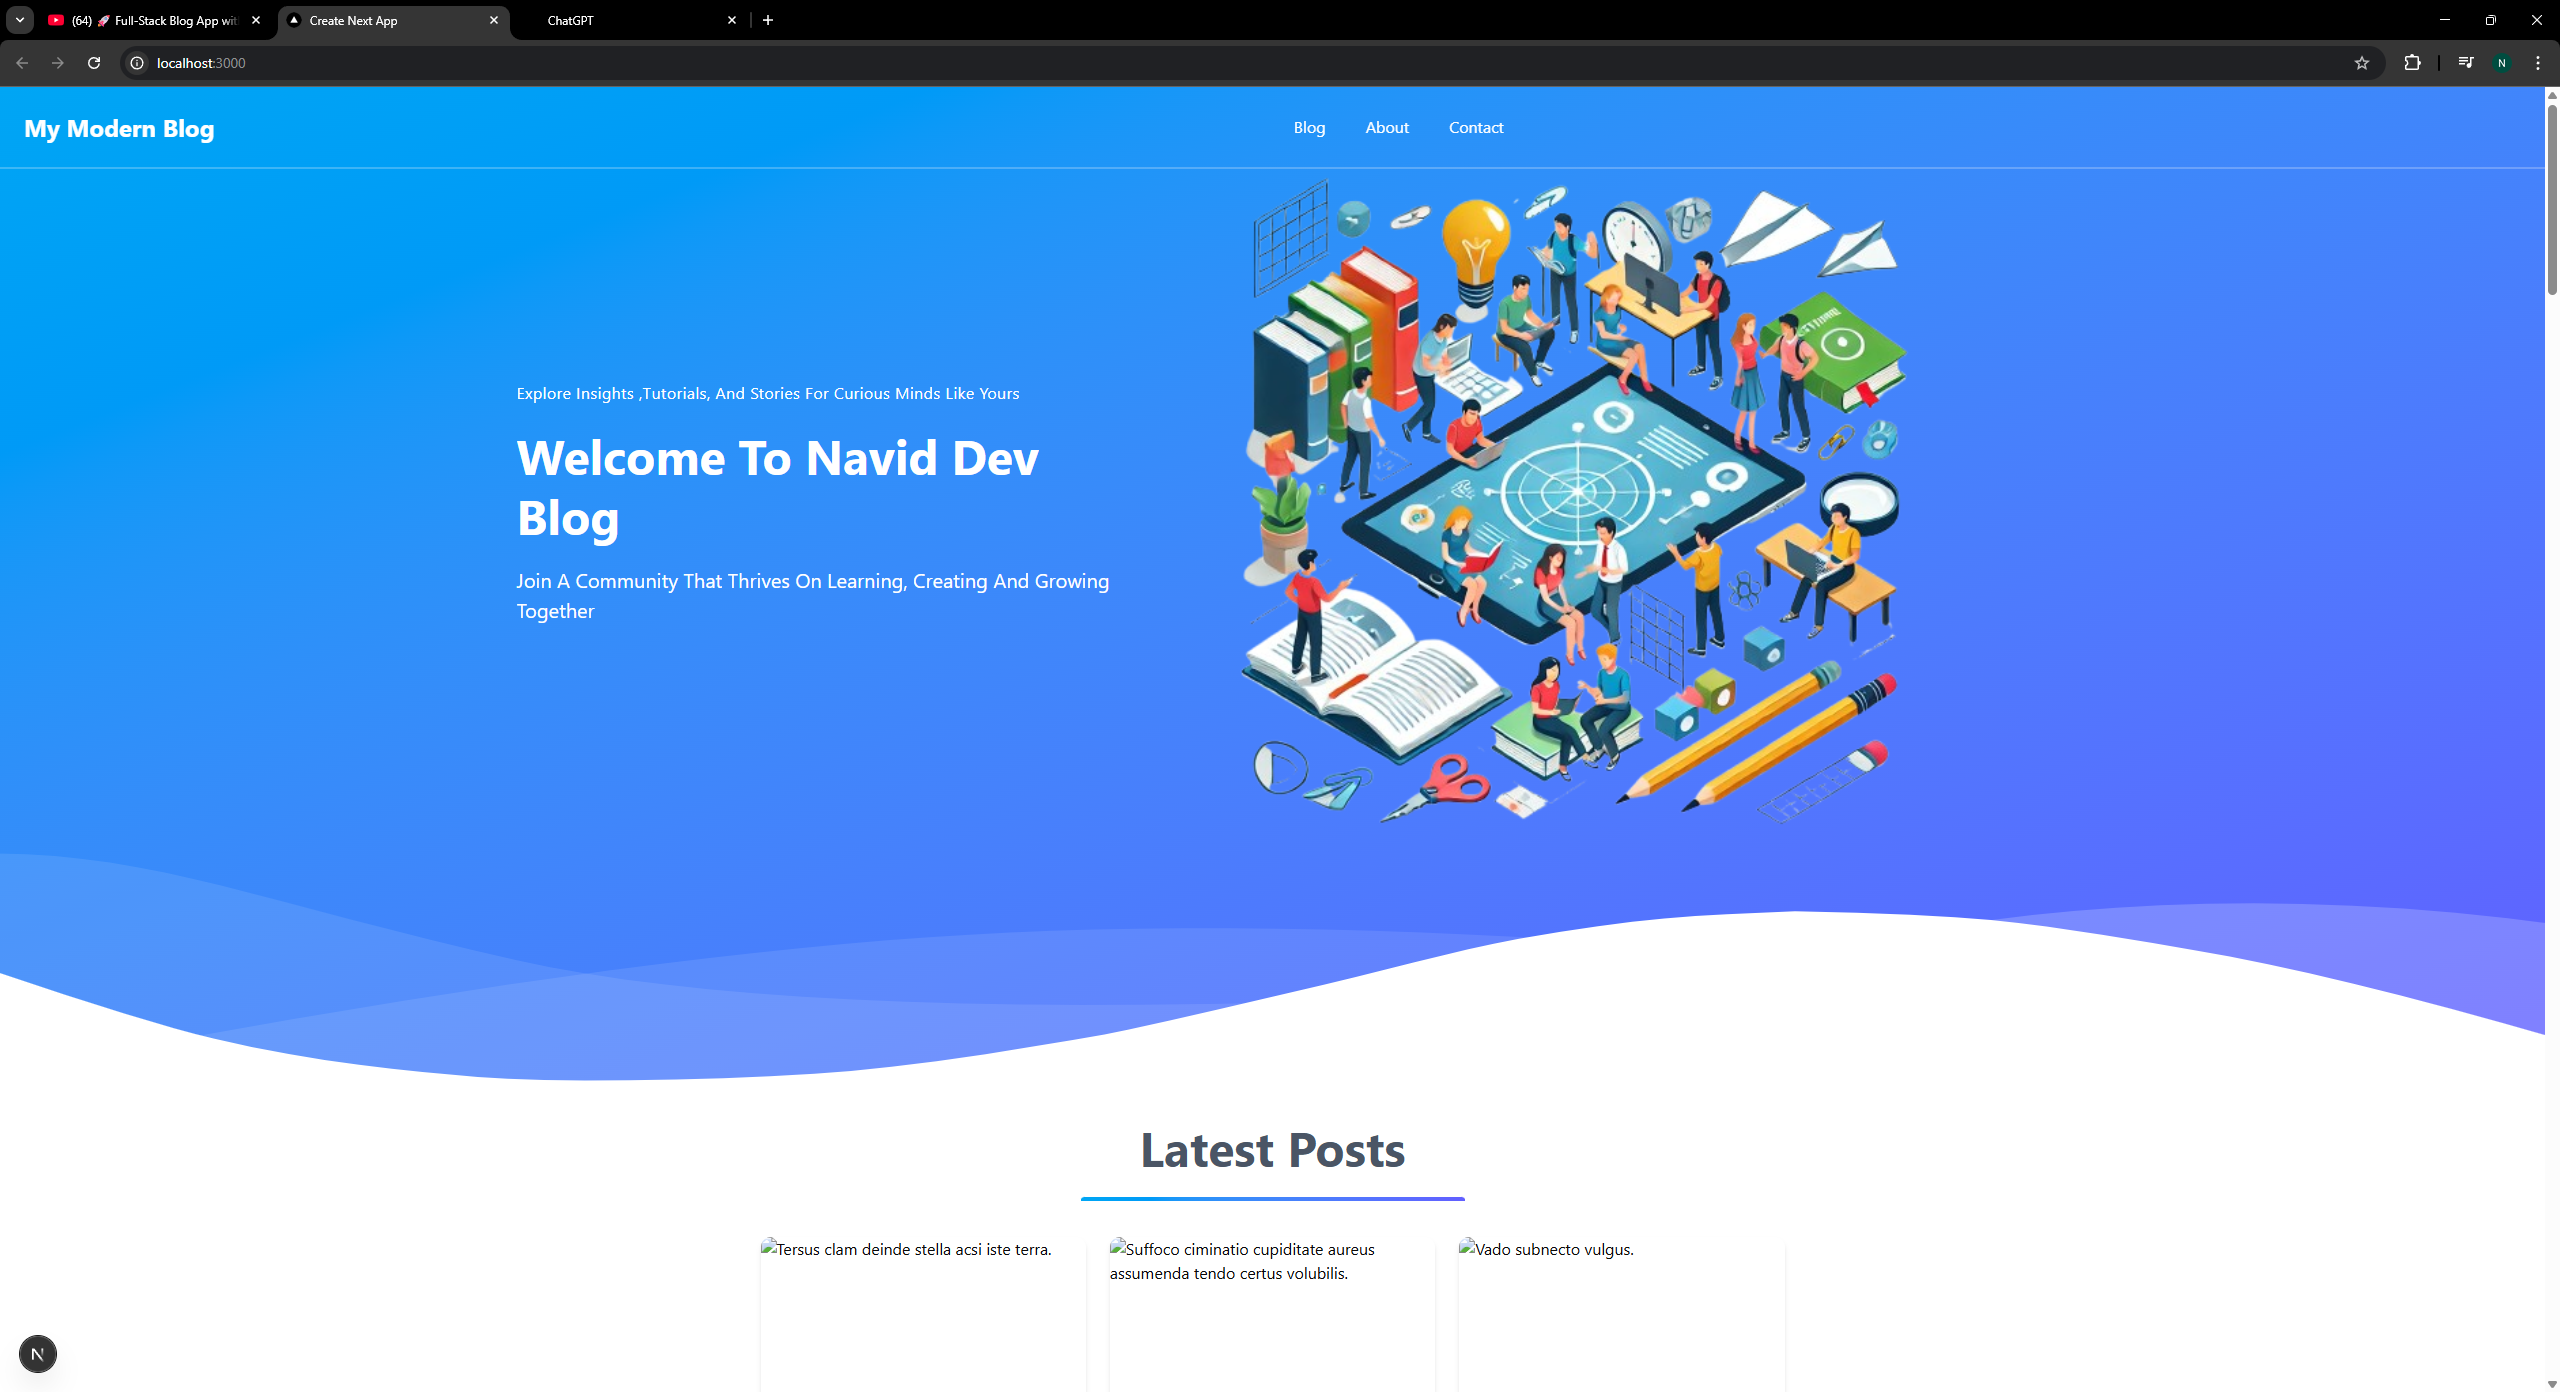 (64) 🚀 Full-Stack Blog App wit
Create Next App
ChatGPT
localhost:3000
N
My Modern Blog
Blog
About
Contact
Explore Insights ,Tutorials, And Stories For Curious Minds Like Yours
Welcome To Navid Dev
Blog
Join A Community That Thrives On Learning, Creating And Growing
Together
Latest Posts
Tersus clam deinde stella acsi iste terra.
Suffoco ciminatio cupiditate aureus
assumenda tendo certus volubilis.
Vado subnecto vulgus.
N